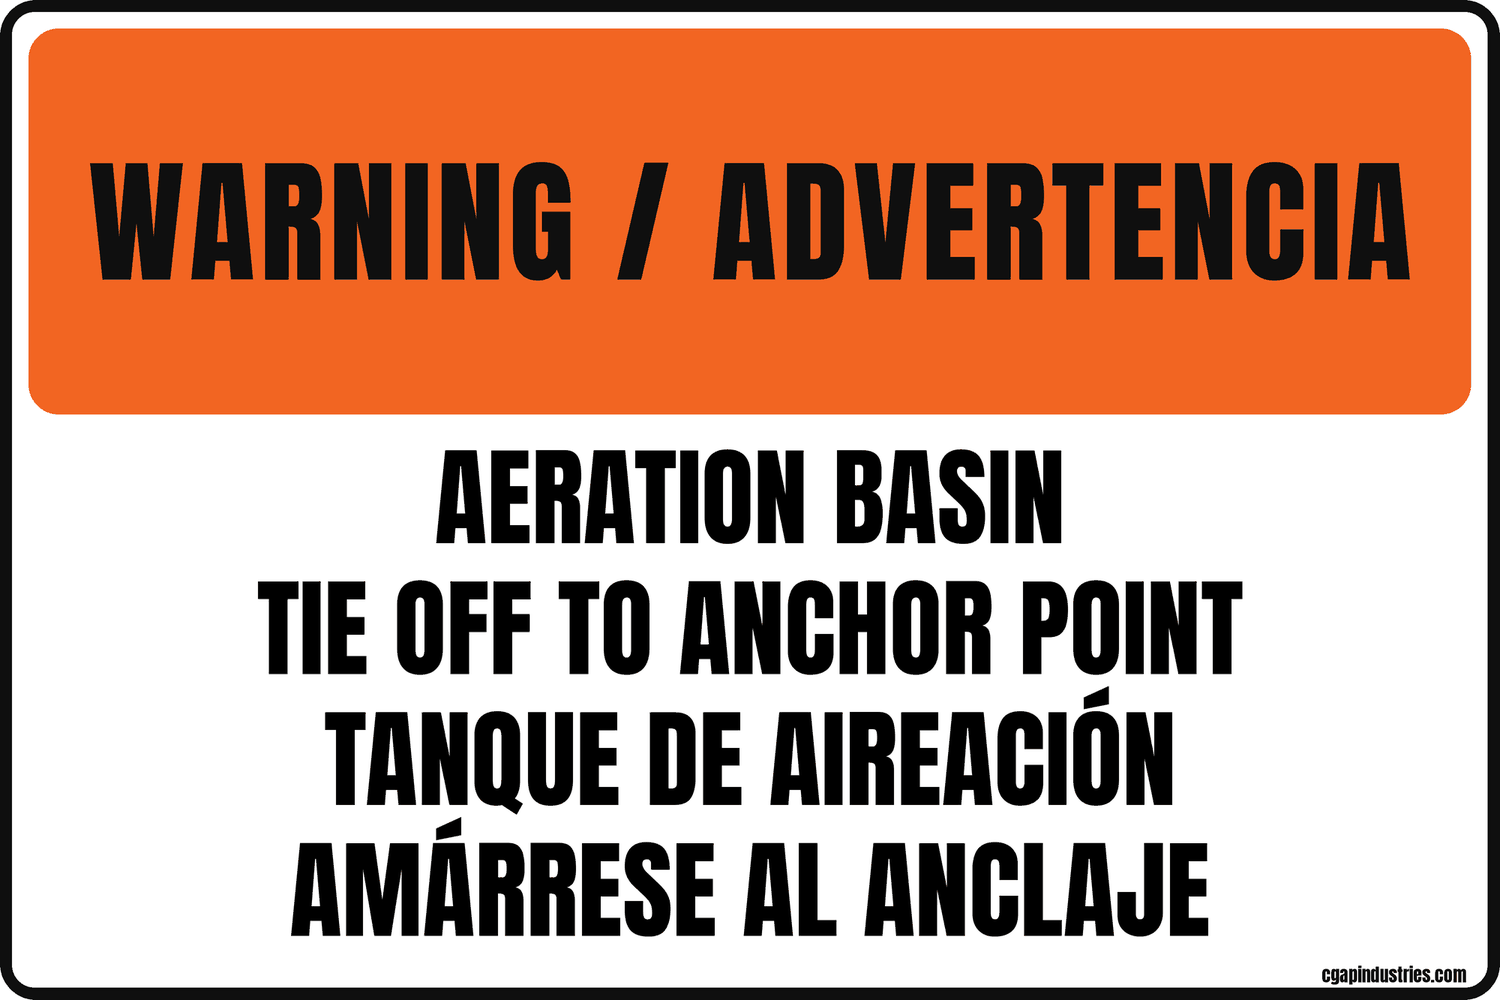 WARNING / ADVERTENCIA
AERATION BASIN
TIE OFF TO ANCHOR POINT
TANQUE DE AIREACIÓN
AMÁRRESE AL ANCLAJE
cgapindustries.com